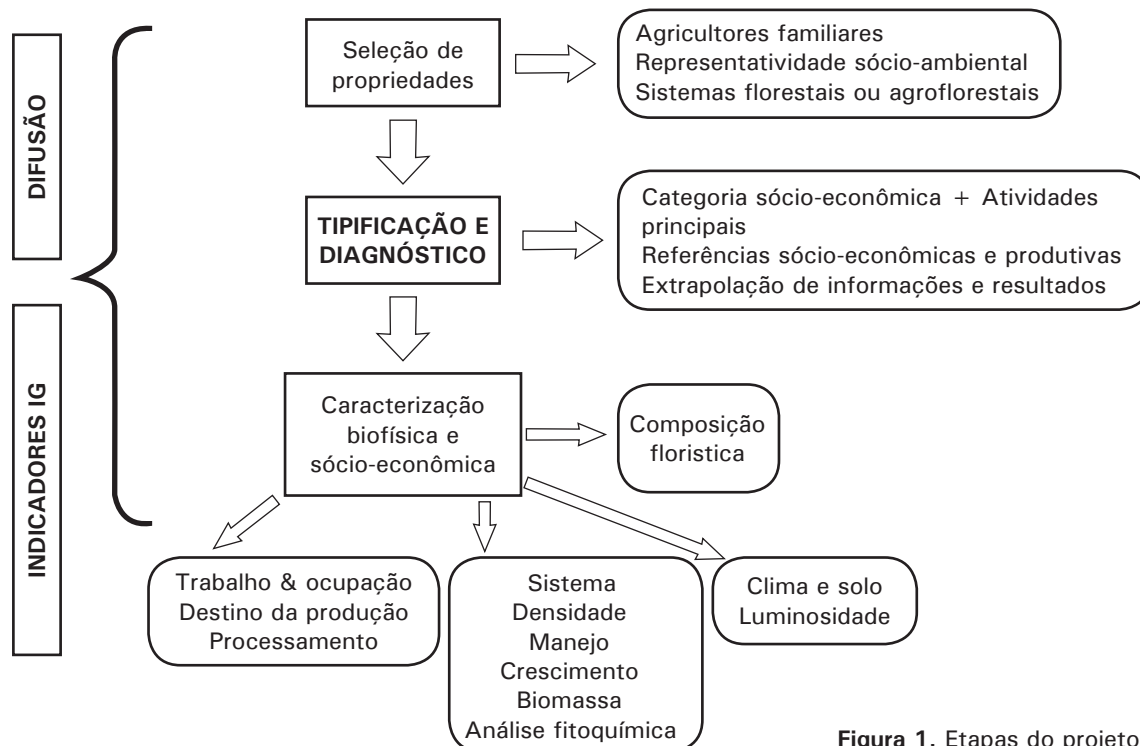 DIFUSÃO
INDICADORES IG
Seleção de
propriedades
Agricultores familiares
Representatividade sócio-ambiental
Sistemas florestais ou agroflorestais
TIPIFICAÇÃO E
DIAGNÓSTICO
Categoria sócio-econômica + Atividades
principais
Referências sócio-econômicas e produtivas
Extrapolação de informações e resultados
Caracterização
biofísica e
sócio-econômica
Composição
floristica
Trabalho & ocupação
Destino da produção
Processamento
Sistema
Densidade
Manejo
Crescimento
Biomassa
Análise fitoquímica
Clima e solo
Luminosidade
Figura 1. Etapas do projeto